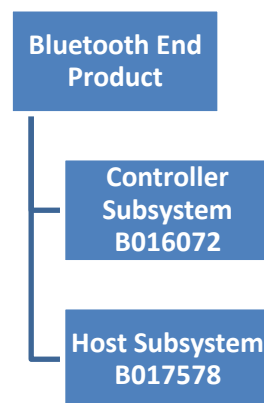 Bluetooth End
Product
Controller
Subsystem
B016072
Host Subsystem
B017578